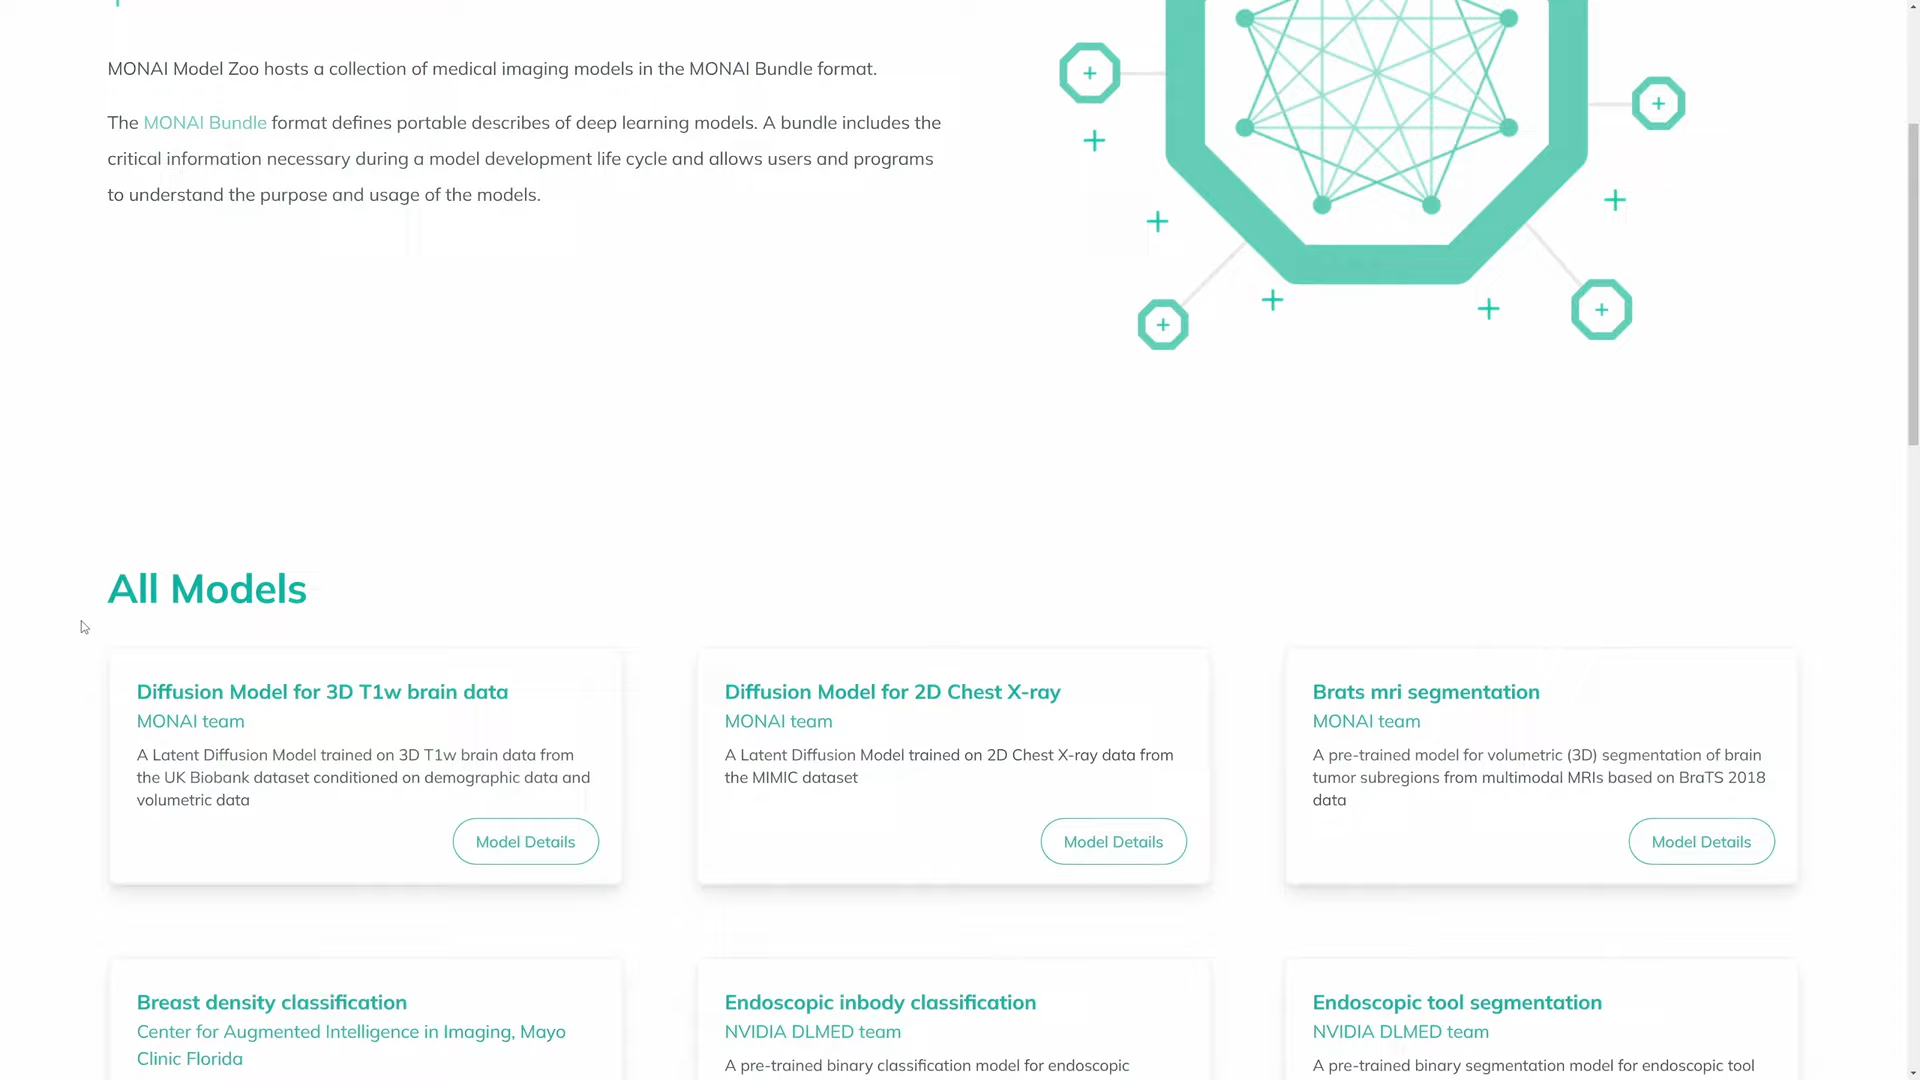 MONAI Model Zoo hosts a collection of medical imaging models in the MONAI Bundle format.
The MONAI Bundle format defines portable describes of deep learning models. A bundle includes the
critical information necessary during a model development life cycle and allows users and programs
to understand the purpose and usage of the models.
All Models
Diffusion Model for 3D T1w brain data
MONAI team
A Latent Diffusion Model trained on 3D T1w brain data from
the UK Biobank dataset conditioned on demographic data and
volumetric data
Model Details
Diffusion Model for 2D Chest X-ray
MONAI team
A Latent Diffusion Model trained on 2D Chest X-ray data from
the MIMIC dataset
Model Details
Brats mri segmentation
MONAI team
A pre-trained model for volumetric (3D) segmentation of brain
tumor subregions from multimodal MRIs based on BraTS 2018
data
Model Details
Breast density classification
Center for Augmented Intelligence in Imaging, Mayo
Clinic Florida
Endoscopic inbody classification
NVIDIA DLMED team
A pre-trained binary classification model for endoscopic
Endoscopic tool segmentation
NVIDIA DLMED team
A pre-trained binary segmentation model for endoscopic tool